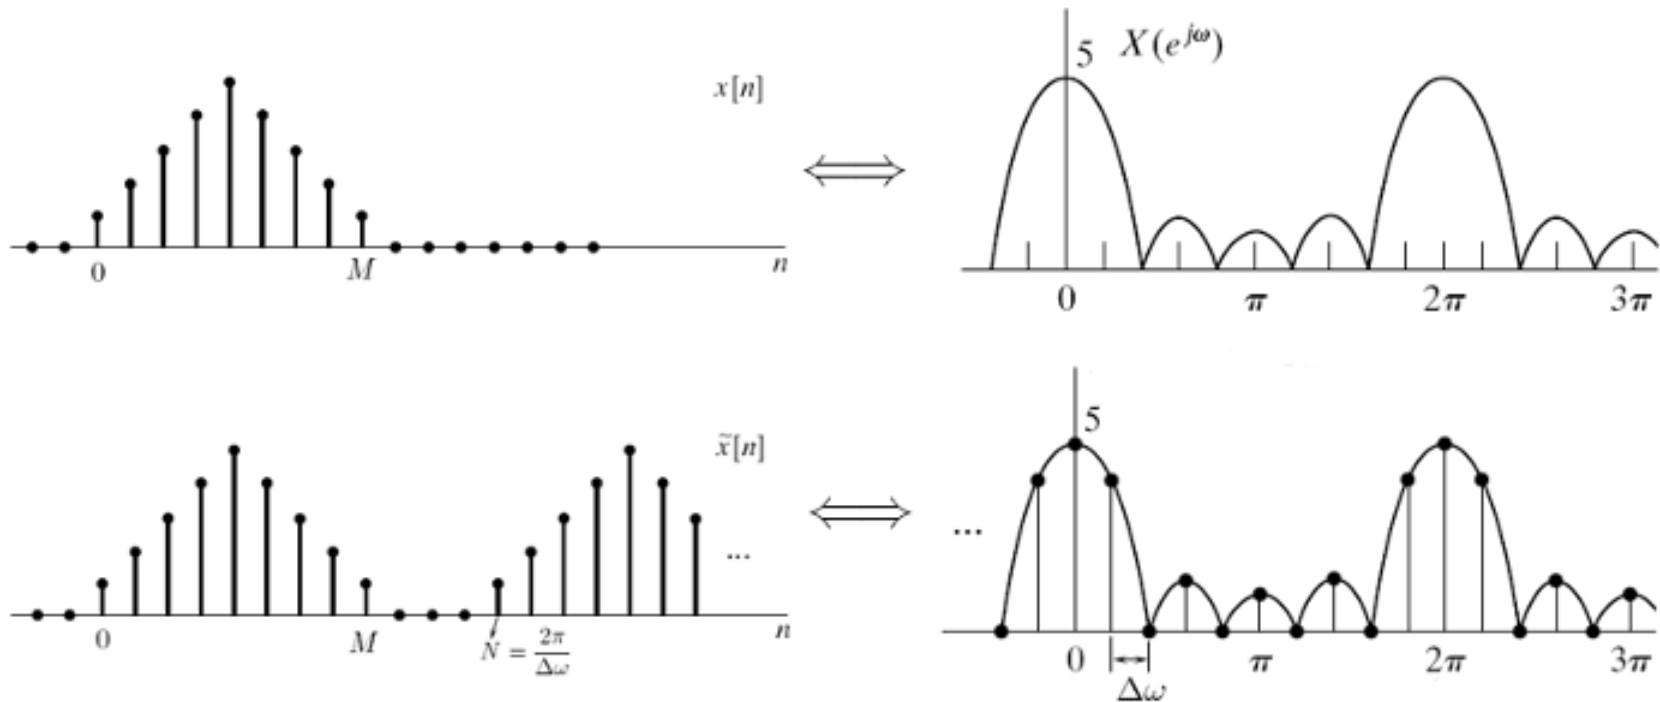 x[n]
5 X(e^{jω})
0 M n
0 π 2π 3π
x̃[n]
5
...
...
0 M n
N = 2π/Δω
0 π 2π 3π
Δω